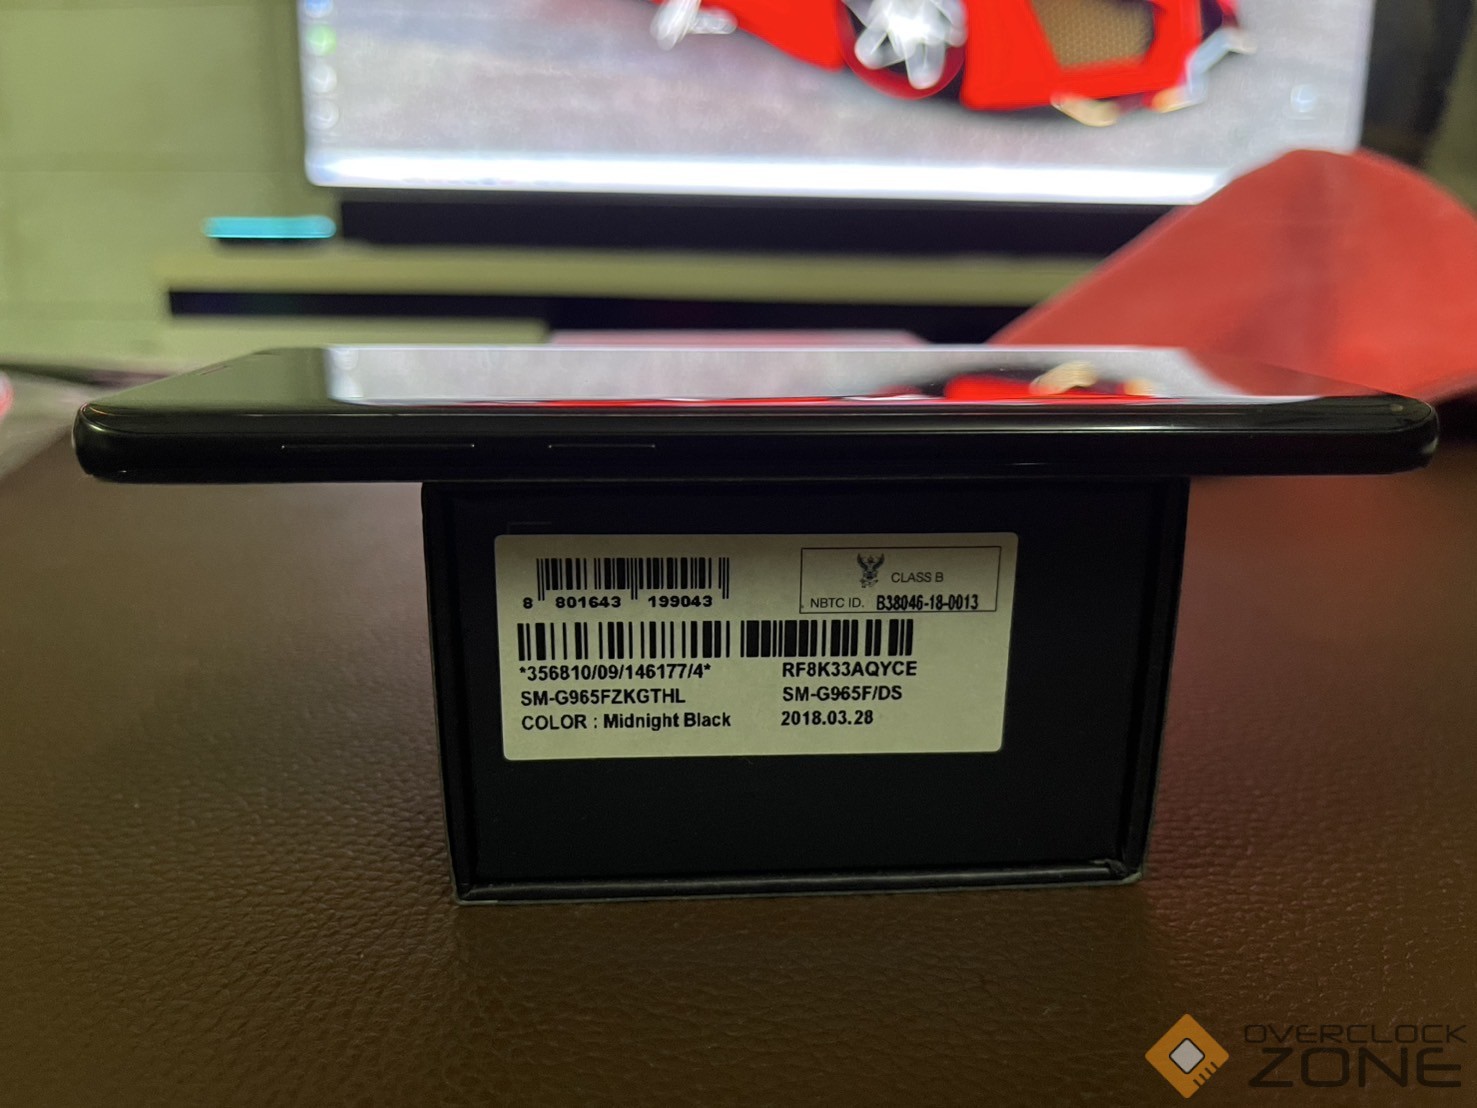 8 801643 199043
CLASS B
NBTC ID. B38046-18-0013
*356810/09/146177/4* RF8K33AQYCE
SM-G965FZKGTHL SM-G965F/DS
COLOR : Midnight Black 2018.03.28
OVERCLOCK
ZONE